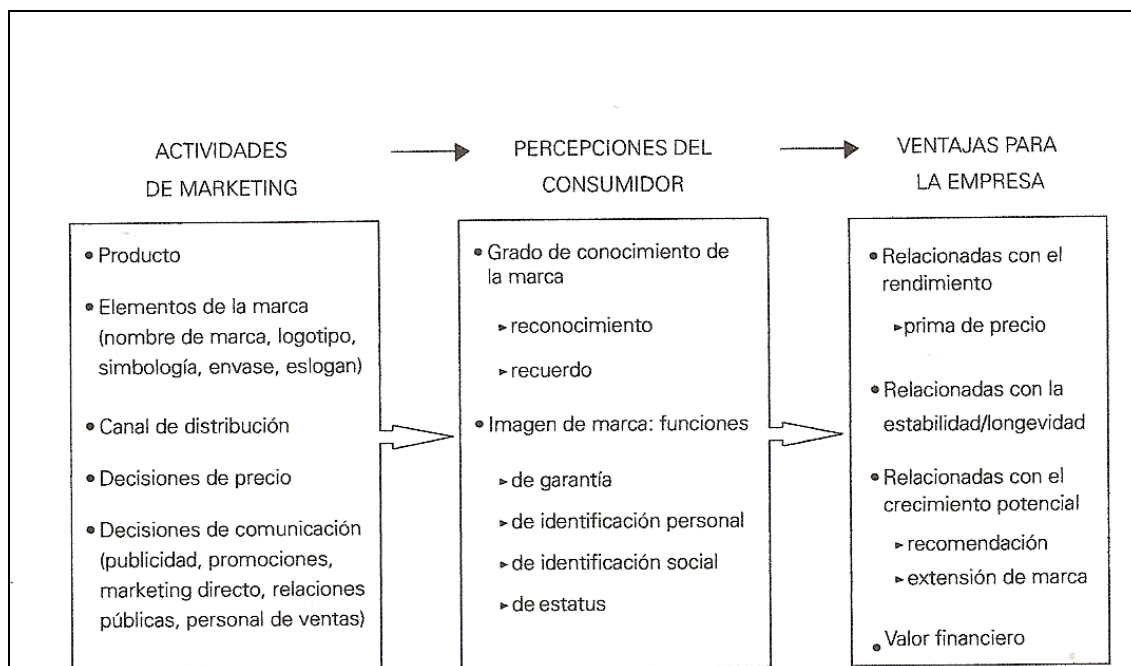 ACTIVIDADES
DE MARKETING
• Producto
• Elementos de la marca
(nombre de marca, logotipo,
simbología, envase, eslogan)
• Canal de distribución
• Decisiones de precio
• Decisiones de comunicación
(publicidad, promociones,
marketing directo, relaciones
públicas, personal de ventas)
PERCEPCIONES DEL
CONSUMIDOR
• Grado de conocimiento de
la marca
▸ reconocimiento
▸ recuerdo
• Imagen de marca: funciones
▸ de garantía
▸ de identificación personal
▸ de identificación social
▸ de estatus
VENTAJAS PARA
LA EMPRESA
• Relacionadas con el
rendimiento
▸ prima de precio
• Relacionadas con la
estabilidad/longevidad
• Relacionadas con el
crecimiento potencial
▸ recomendación
▸ extensión de marca
• Valor financiero